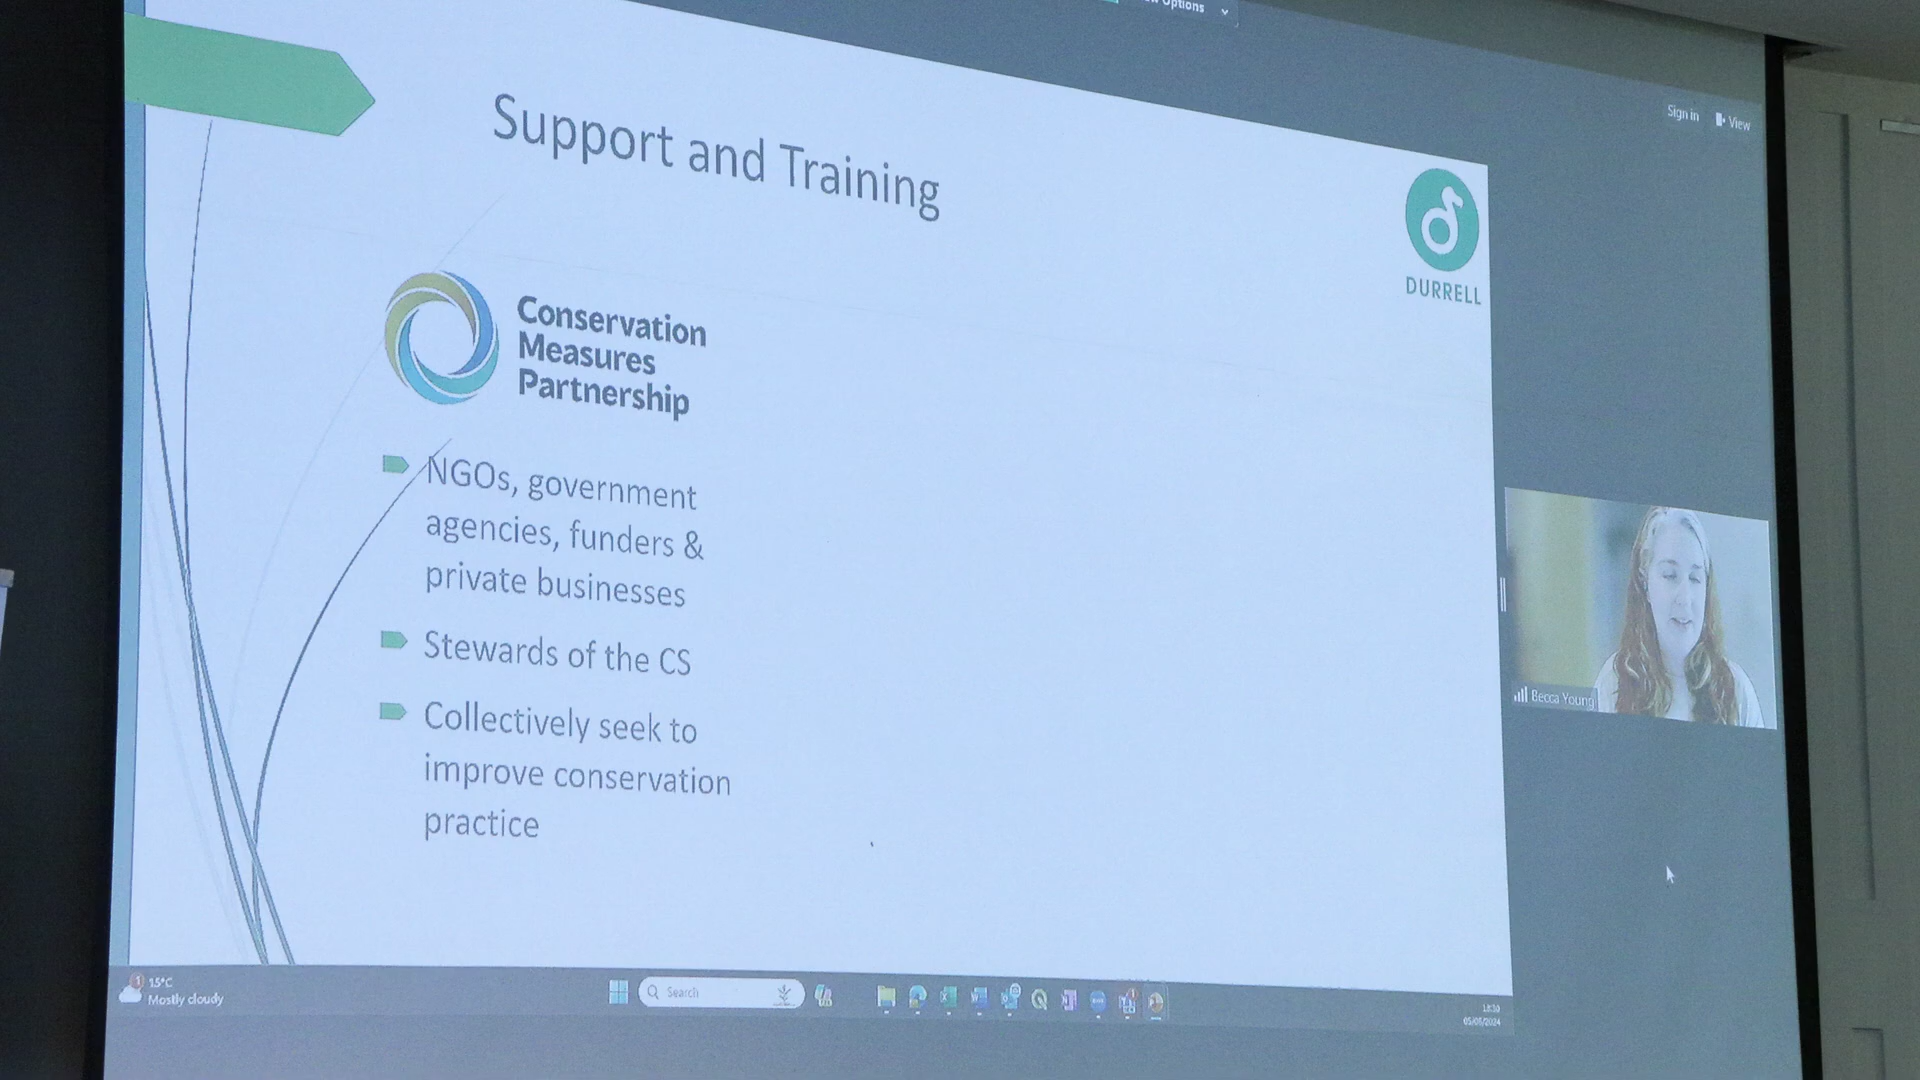 Options
Sign in
View
Support and Training
DURRELL
Conservation
Measures
Partnership
NGOs, government
agencies, funders &
private businesses
Stewards of the CS
Collectively seek to
improve conservation
practice
Becca Young
15°C
Mostly cloudy
Search